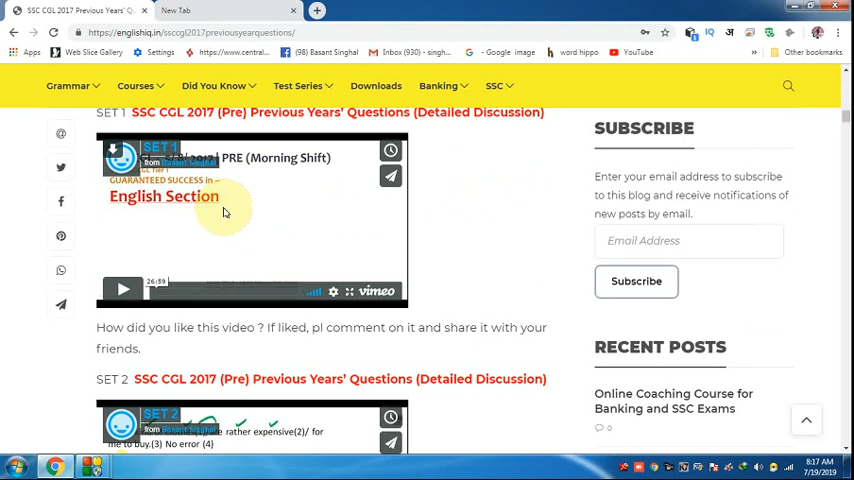 SSC CGL 2017 Previous Years' Qu
New Tab
https://englishiq.in/ssccgl2017previousyearquestions/
Apps
Web Slice Gallery
Settings
https://www.central...
(98) Basant Singhal
Inbox (930) - singh...
- Google image
word hippo
YouTube
Other bookmarks
Grammar
Courses
Did You Know
Test Series
Downloads
Banking
SSC
SET 1 SSC CGL 2017 (Pre) Previous Years' Questions (Detailed Discussion)
SET 1
from Basant Singhal
PRE (Morning Shift)
CGL Tier I
GUARANTEED SUCCESS in –
English Section
26:59
vimeo
How did you like this video ? If liked, pl comment on it and share it with your
friends.
SET 2 SSC CGL 2017 (Pre) Previous Years' Questions (Detailed Discussion)
SET 2
from Basant Singhal
are rather expensive(2)/ for
me to buy.(3) No error (4)
SUBSCRIBE
Enter your email address to subscribe
to this blog and receive notifications of
new posts by email.
Email Address
Subscribe
RECENT POSTS
Online Coaching Course for
Banking and SSC Exams
0
8:17 AM
7/19/2019